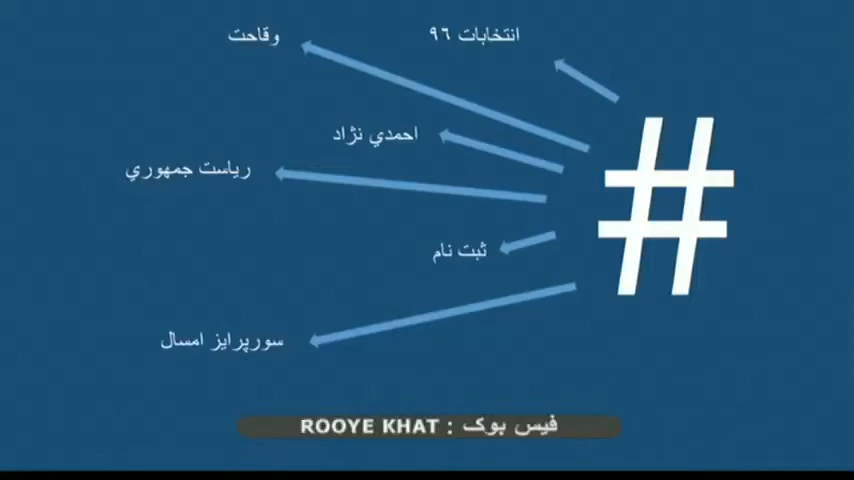 انتخابات ۹۶
وقاحت
احمدي نژاد
رياست جمهوري
ثبت نام
سورپرايز امسال
#
فیس بوک : ROOYE KHAT